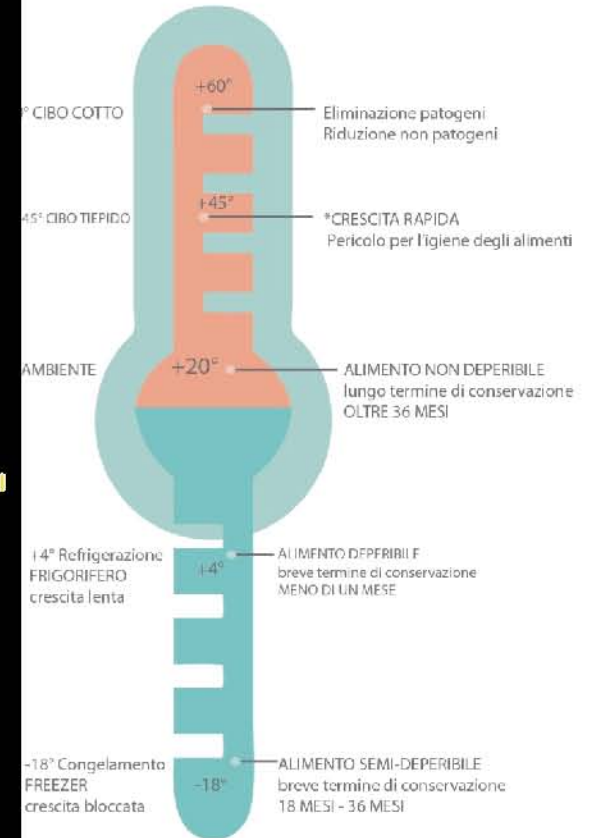 +60°
° CIBO COTTO
Eliminazione patogeni
Riduzione non patogeni
+45°
45° CIBO TIEPIDO
*CRESCITA RAPIDA
Pericolo per l'igiene degli alimenti
+20°
AMBIENTE
ALIMENTO NON DEPERIBILE
lungo termine di conservazione
OLTRE 36 MESI
+4° Refrigerazione
FRIGORIFERO
crescita lenta
+4°
ALIMENTO DEPERIBILE
breve termine di conservazione
MENO DI UN MESE
-18° Congelamento
FREEZER
crescita bloccata
-18°
ALIMENTO SEMI-DEPERIBILE
breve termine di conservazione
18 MESI - 36 MESI